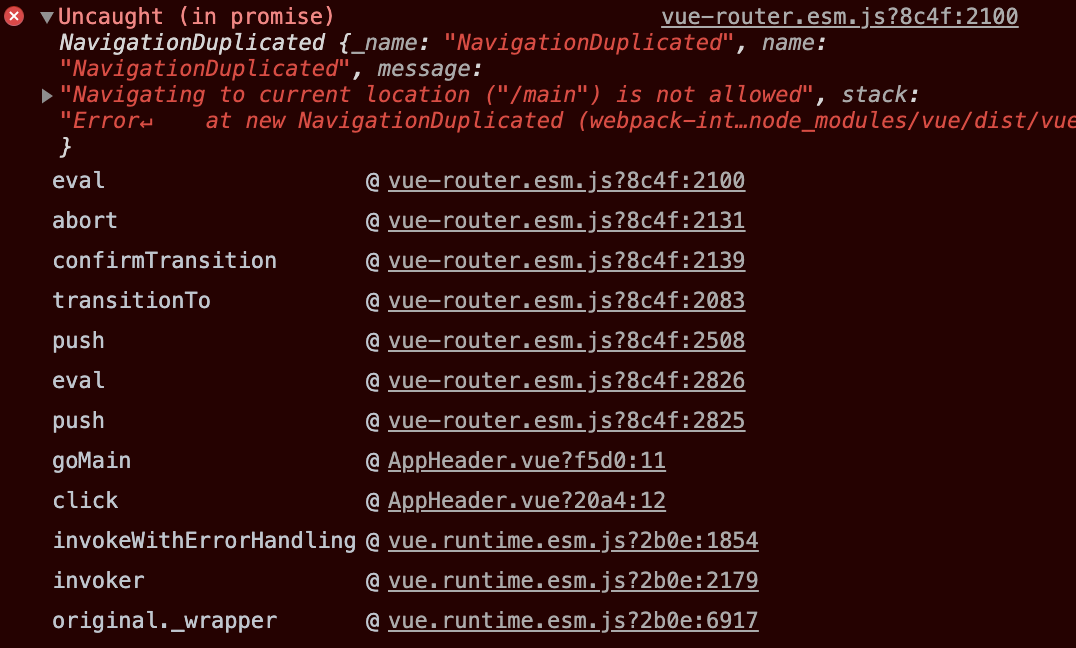 Uncaught (in promise) vue-router.esm.js?8c4f:2100
NavigationDuplicated {_name: "NavigationDuplicated", name:
"NavigationDuplicated", message:
"Navigating to current location ("/main") is not allowed", stack:
"Error↵    at new NavigationDuplicated (webpack-int…node_modules/vue/dist/vue
}
eval @ vue-router.esm.js?8c4f:2100
abort @ vue-router.esm.js?8c4f:2131
confirmTransition @ vue-router.esm.js?8c4f:2139
transitionTo @ vue-router.esm.js?8c4f:2083
push @ vue-router.esm.js?8c4f:2508
eval @ vue-router.esm.js?8c4f:2826
push @ vue-router.esm.js?8c4f:2825
goMain @ AppHeader.vue?f5d0:11
click @ AppHeader.vue?20a4:12
invokeWithErrorHandling @ vue.runtime.esm.js?2b0e:1854
invoker @ vue.runtime.esm.js?2b0e:2179
original._wrapper @ vue.runtime.esm.js?2b0e:6917